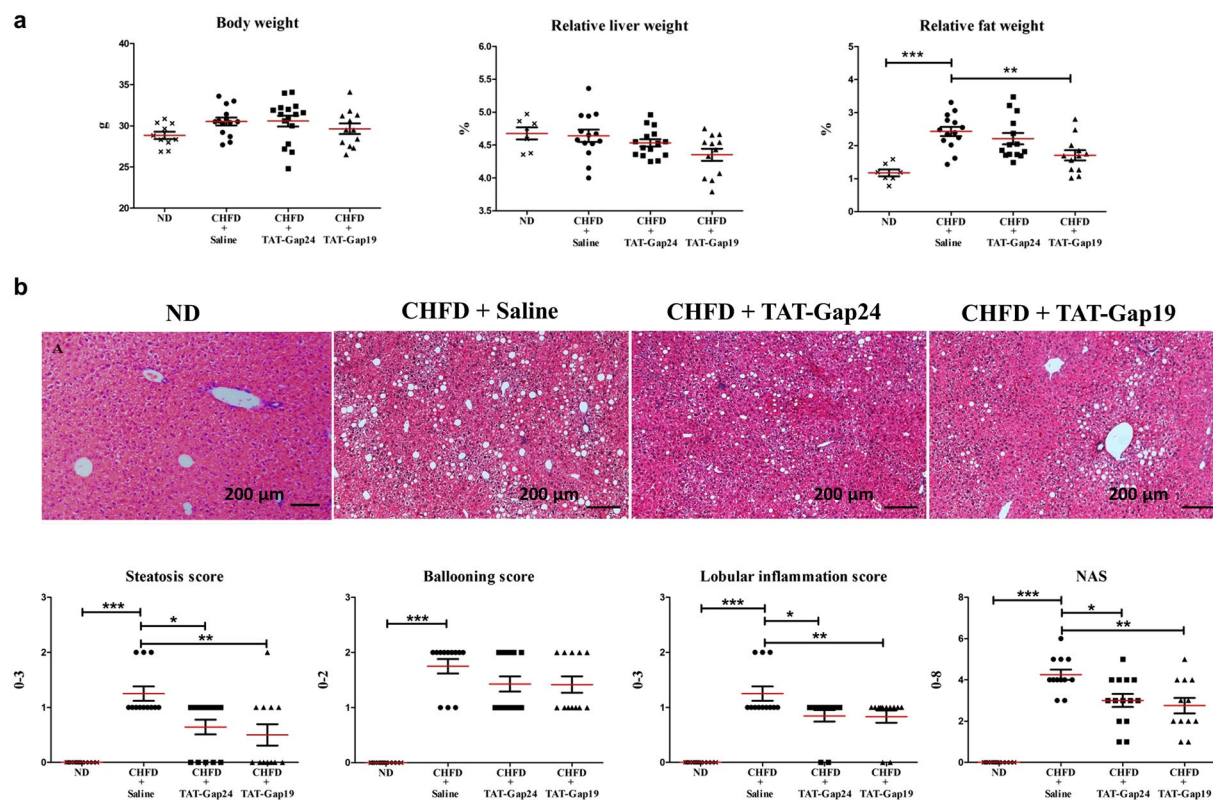 a
Body weight
Relative liver weight
Relative fat weight
35
30
25
20
g
6.0
5.5
5.0
4.5
4.0
3.5
%
5
4
3
2
1
0
%
***
**
ND
CHFD
+
Saline
CHFD
+
TAT-Gap24
CHFD
+
TAT-Gap19
ND
CHFD
+
Saline
CHFD
+
TAT-Gap24
CHFD
+
TAT-Gap19
ND
CHFD
+
Saline
CHFD
+
TAT-Gap24
CHFD
+
TAT-Gap19
b
ND
CHFD + Saline
CHFD + TAT-Gap24
CHFD + TAT-Gap19
A
200 µm
200 µm
200 µm
200 µm
Steatosis score
Ballooning score
Lobular inflammation score
NAS
3
2
1
0
0-3
***
*
**
3
2
1
0
0-2
***
3
2
1
0
0-3
***
*
**
8
6
4
2
0
0-8
***
*
**
ND
CHFD
+
Saline
CHFD
+
TAT-Gap24
CHFD
+
TAT-Gap19
ND
CHFD
+
Saline
CHFD
+
TAT-Gap24
CHFD
+
TAT-Gap19
ND
CHFD
+
Saline
CHFD
+
TAT-Gap24
CHFD
+
TAT-Gap19
ND
CHFD
+
Saline
CHFD
+
TAT-Gap24
CHFD
+
TAT-Gap19